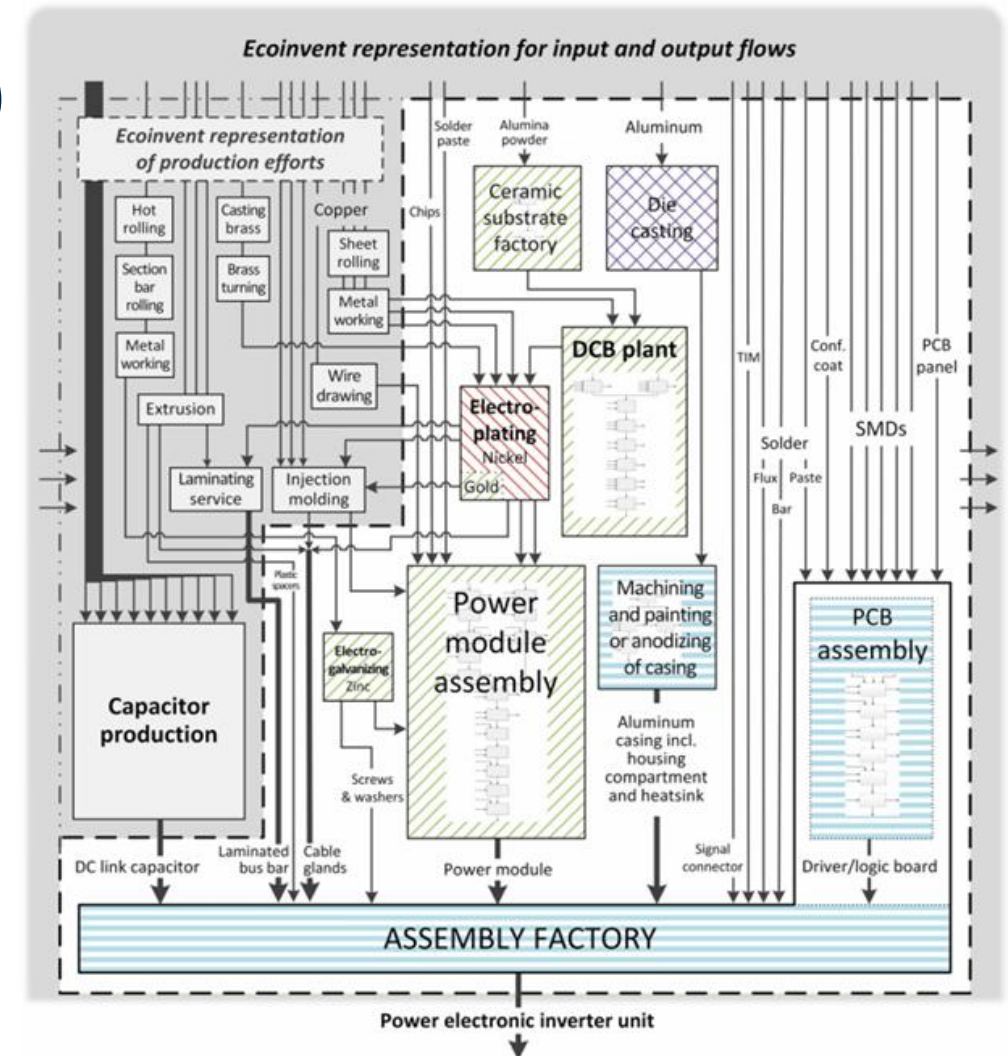 Ecoinvent representation for input and output flows
Ecoinvent representation
of production efforts
Solder
paste
Alumina
powder
Aluminum
Hot
rolling
Casting
brass
Copper
Chips
Ceramic
substrate
factory
Die
casting
Section
bar
rolling
Brass
turning
Sheet
rolling
Metal
working
Metal
working
DCB plant
TIM
Conf.
coat
PCB
panel
Wire
drawing
Extrusion
Electro-
plating
Nickel
Gold
SMDs
Solder
Flux
Paste
Bar
Laminating
service
Injection
molding
Plastic
spacers
Power
module
assembly
Machining
and painting
or anodizing
of casing
PCB
assembly
Electro-
galvanizing
Zinc
Capacitor
production
Aluminum
casing incl.
housing
compartment
and heatsink
Screws
& washers
DC link capacitor
Laminated
bus bar
Cable
glands
Power module
Signal
connector
Driver/logic board
ASSEMBLY FACTORY
Power electronic inverter unit